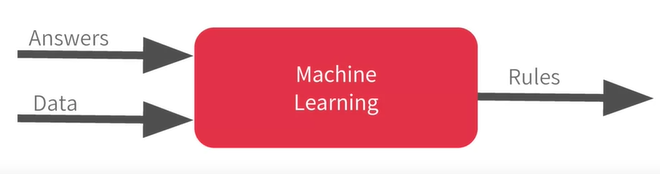 Answers
Data
Machine
Learning
Rules